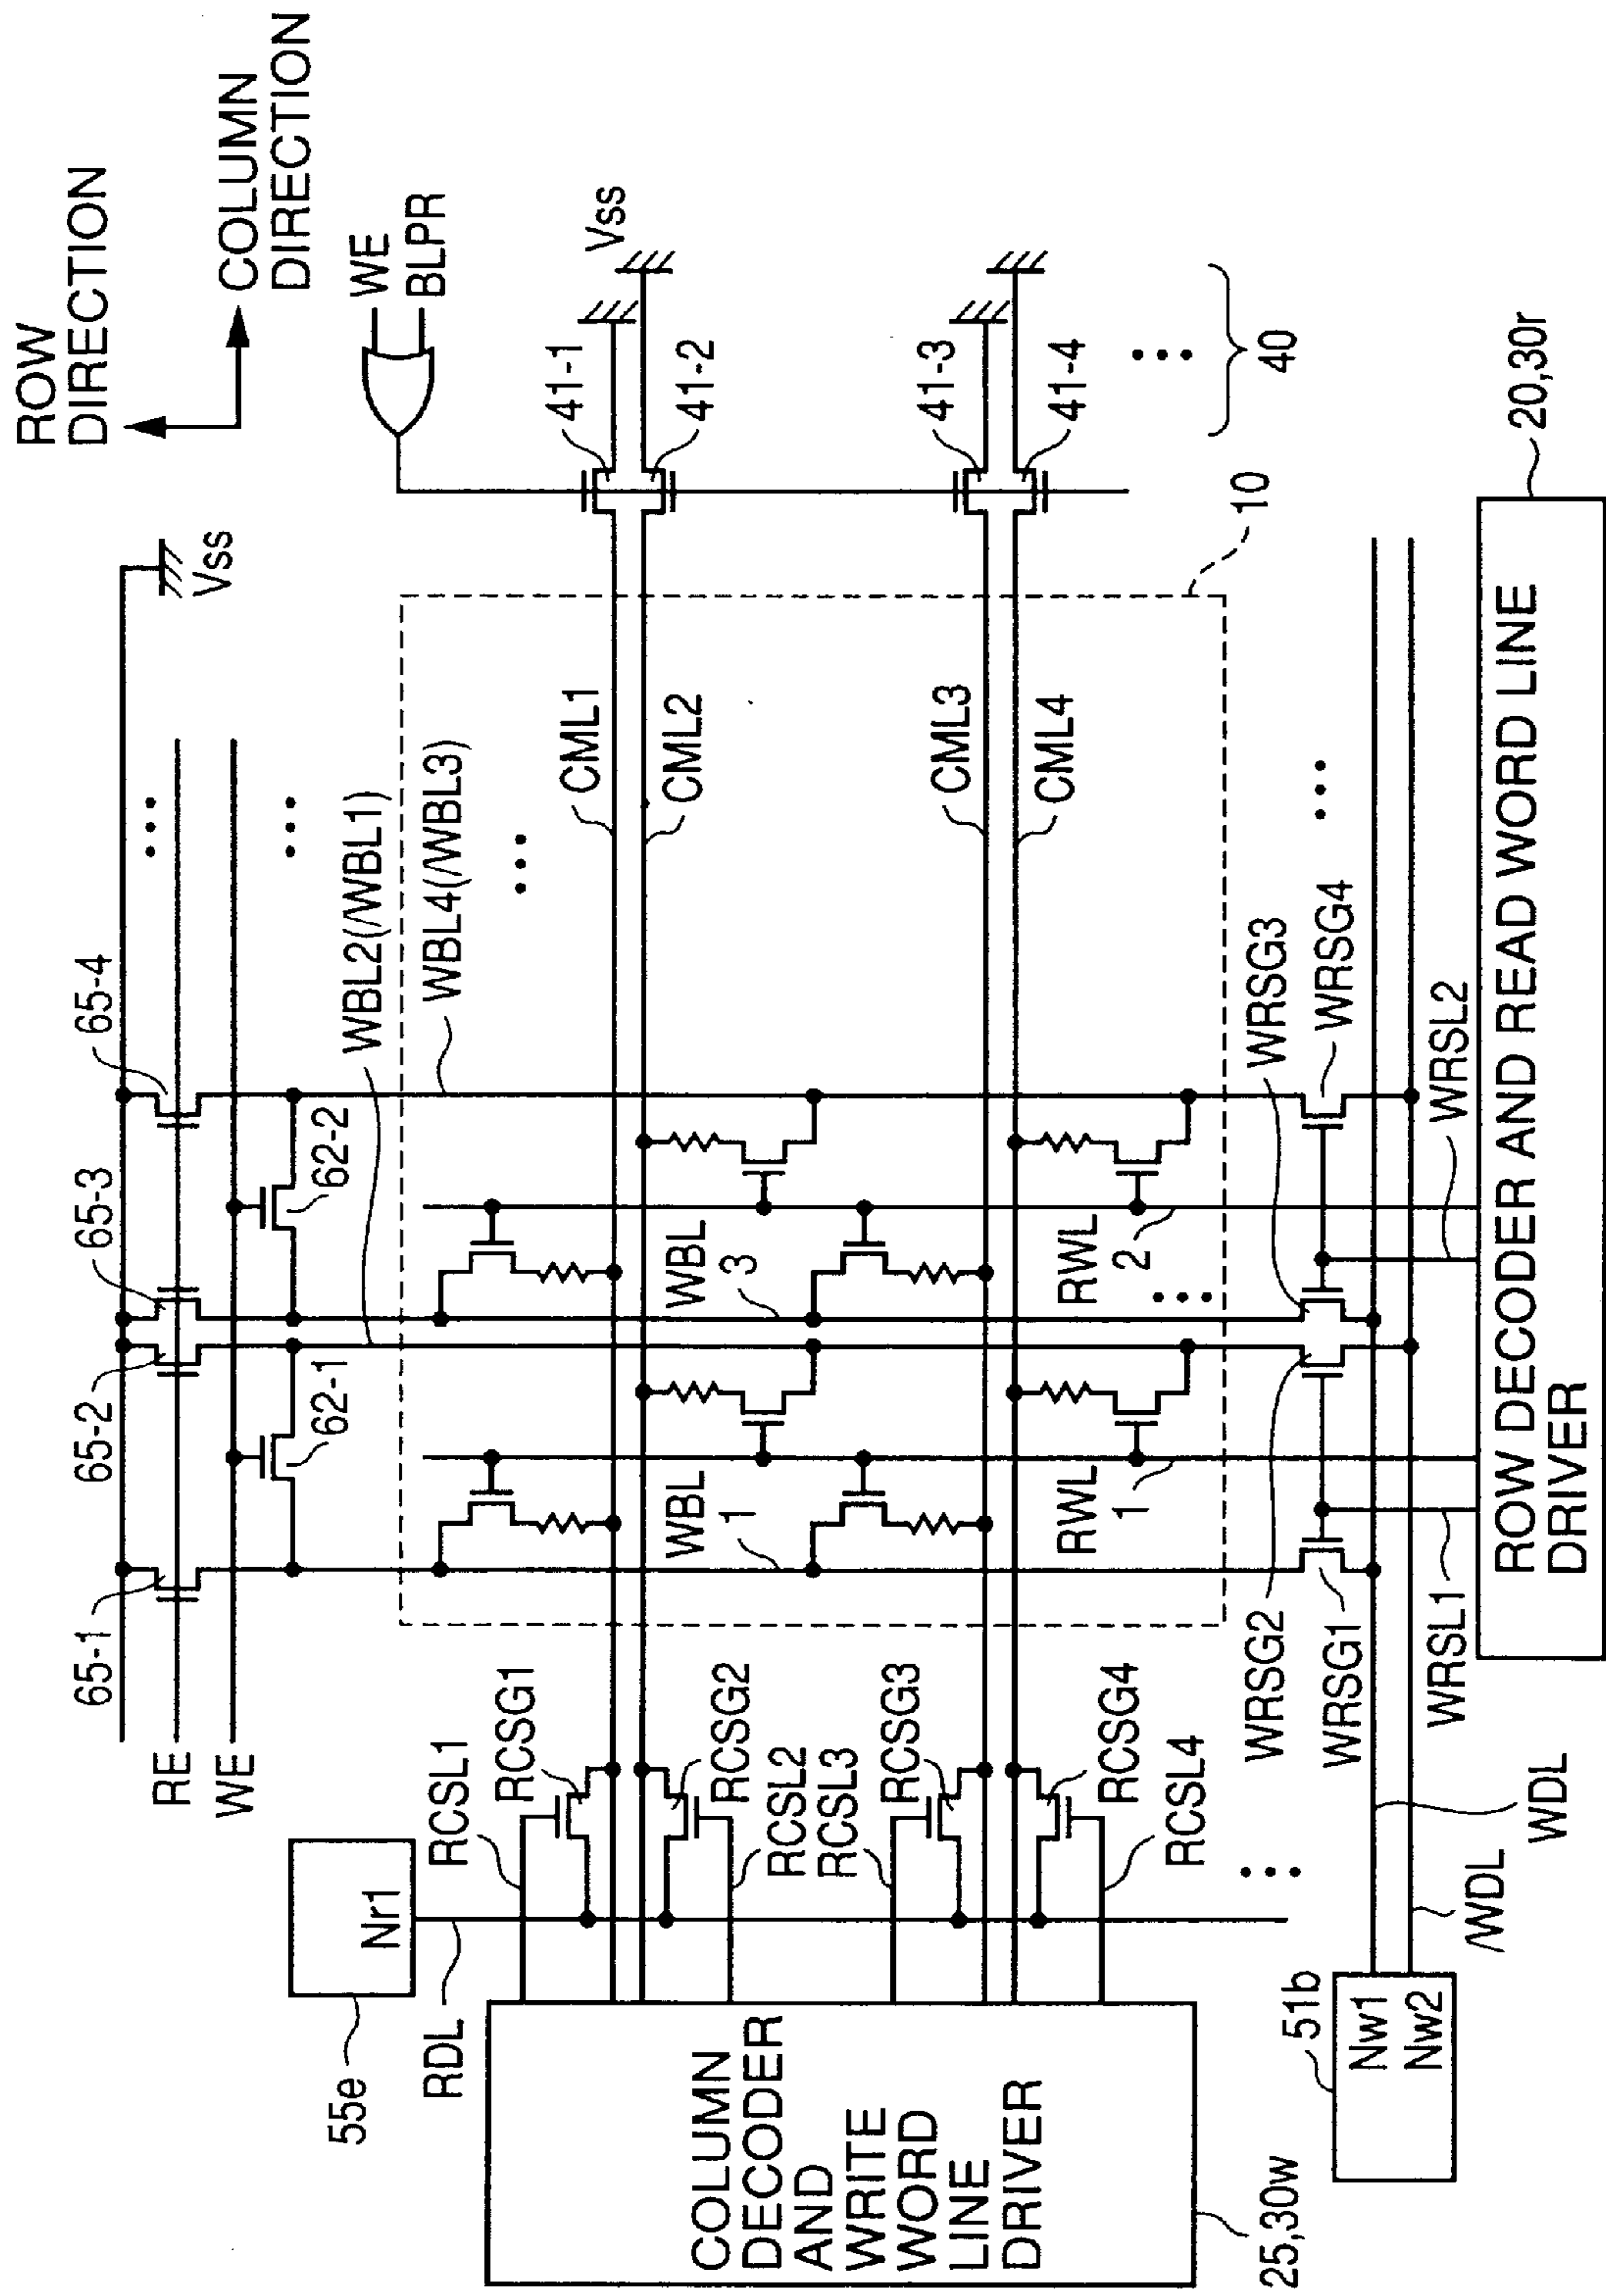 ROW
DIRECTION
COLUMN
DIRECTION
WE
BLPR
Vss
Vss
65-1
65-2
65-3
65-4
RE
WE
62-1
62-2
WBL2(/WBL1)
WBL4(/WBL3)
41-1
41-2
41-3
41-4
40
10
55e
Nr1
RDL
RCSL1
RCSG1
RCSG2
RCSL2
RCSL3
RCSG3
RCSG4
RCSL4
CML1
CML2
CML3
CML4
WBL
1
WBL
3
RWL
1
RWL
2
COLUMN
DECODER
AND
WRITE
WORD
LINE
DRIVER
25,30w
WRSG2
WRSG1
WRSG3
WRSG4
WRSL1
WRSL2
51b
Nw1
Nw2
/WDL
WDL
20,30r
ROW DECODER AND READ WORD LINE
DRIVER